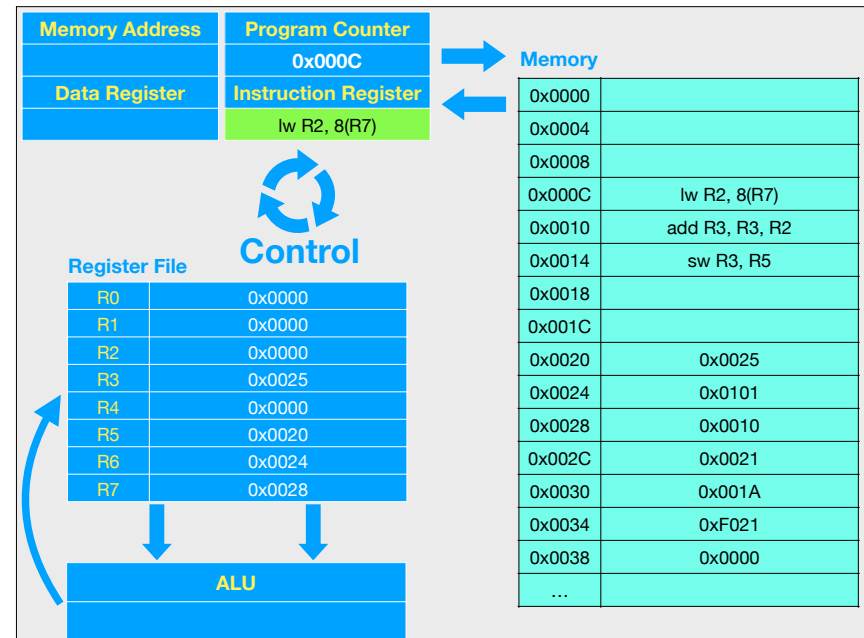 Memory Address Program Counter
0x000C
Data Register Instruction Register
lw R2, 8(R7)
Control
Register File
R0 0x0000
R1 0x0000
R2 0x0000
R3 0x0025
R4 0x0000
R5 0x0020
R6 0x0024
R7 0x0028
ALU
Memory
0x0000
0x0004
0x0008
0x000C lw R2, 8(R7)
0x0010 add R3, R3, R2
0x0014 sw R3, R5
0x0018
0x001C
0x0020 0x0025
0x0024 0x0101
0x0028 0x0010
0x002C 0x0021
0x0030 0x001A
0x0034 0xF021
0x0038 0x0000
…